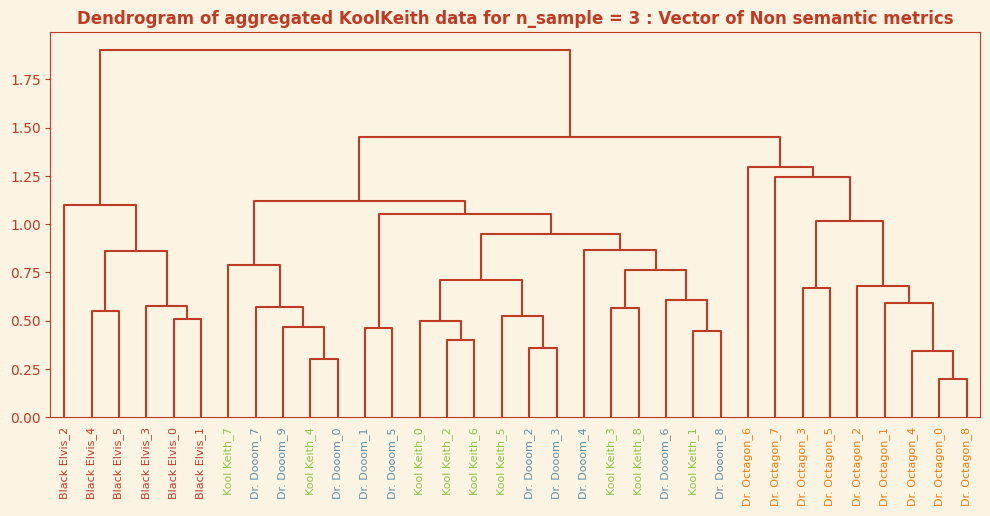 Dendrogram of aggregated KoolKeith data for n_sample = 3 : Vector of Non semantic metrics
1.75
1.50
1.25
1.00
0.75
0.50
0.25
0.00
Black Elvis_2
Black Elvis_4
Black Elvis_5
Black Elvis_3
Black Elvis_0
Black Elvis_1
Kool Keith_7
Dr. Dooom_7
Dr. Dooom_9
Kool Keith_4
Dr. Dooom_0
Dr. Dooom_1
Dr. Dooom_5
Kool Keith_0
Kool Keith_2
Kool Keith_6
Kool Keith_5
Dr. Dooom_2
Dr. Dooom_3
Dr. Dooom_4
Kool Keith_3
Kool Keith_8
Dr. Dooom_6
Kool Keith_1
Dr. Dooom_8
Dr. Octagon_6
Dr. Octagon_7
Dr. Octagon_3
Dr. Octagon_5
Dr. Octagon_2
Dr. Octagon_1
Dr. Octagon_4
Dr. Octagon_0
Dr. Octagon_8